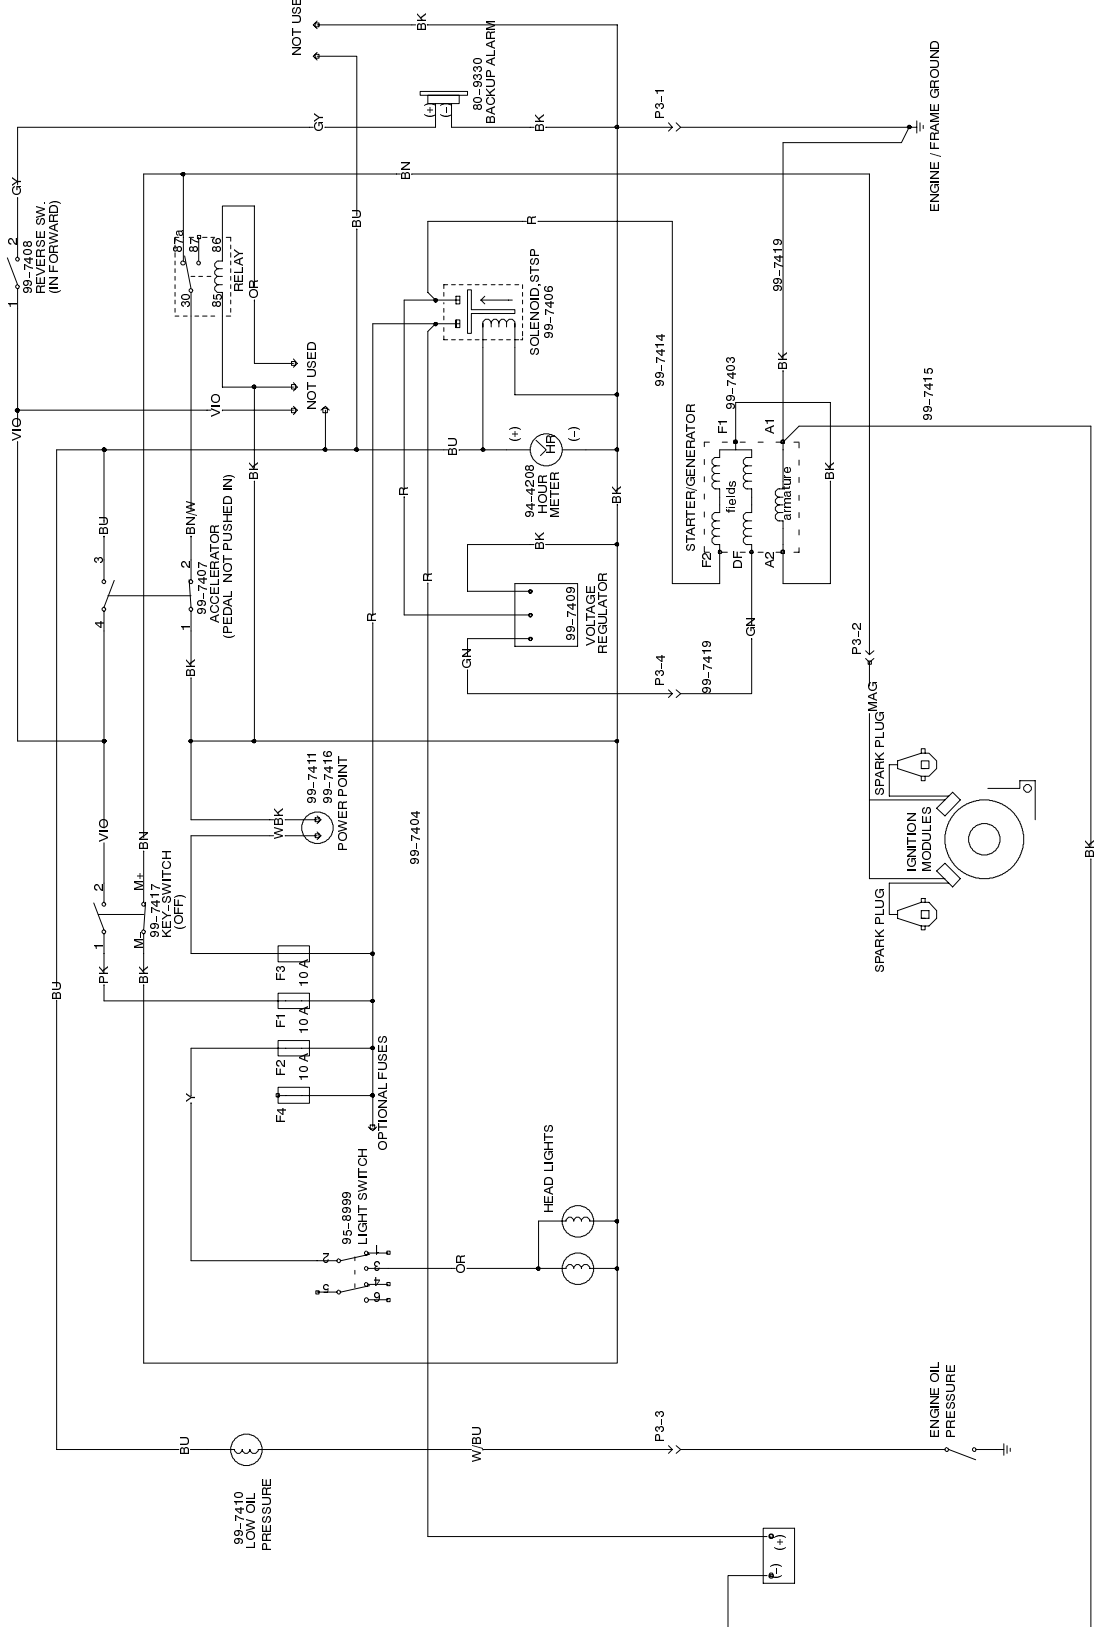 NOT USE
BK
80-9330
BACKUP ALARM
(+)
(-)
GY
BK
P3-1
ENGINE / FRAME GROUND
GY
BN
2
99-7408
REVERSE SW.
(IN FORWARD)
1
87a
87
86
30
85
RELAY
OR
BU
R
SOLENOID,STSP
99-7406
99-7419
99-7414
99-7403
BK
99-7415
NOT USED
VIO
VIO
BU
(+)
HR
(-)
94-4208
HOUR
METER
BK
STARTER/GENERATOR
F1
A1
fields
armature
BK
F2
DF
A2
BU
BN/W
BK
R
BK
3
4
2
99-7407
ACCELERATOR
(PEDAL NOT PUSHED IN)
1
BK
R
R
99-7409
VOLTAGE
REGULATOR
GN
P3-4
99-7419
GN
P3-2
MAG
SPARK PLUG
IGNITION
MODULES
SPARK PLUG
BK
99-7411
99-7416
POWER POINT
WBK
99-7404
VIO
BN
2
M+
99-7417
KEY-SWITCH
(OFF)
1
M-
PK
BK
BU
F3
10 A
F1
10 A
F2
10 A
F4
OPTIONAL FUSES
Y
95-8999
LIGHT SWITCH
2
1
3
5
4
6
OR
HEAD LIGHTS
BU
99-7410
LOW OIL
PRESSURE
W/BU
P3-3
ENGINE OIL
PRESSURE
(+)
(-)